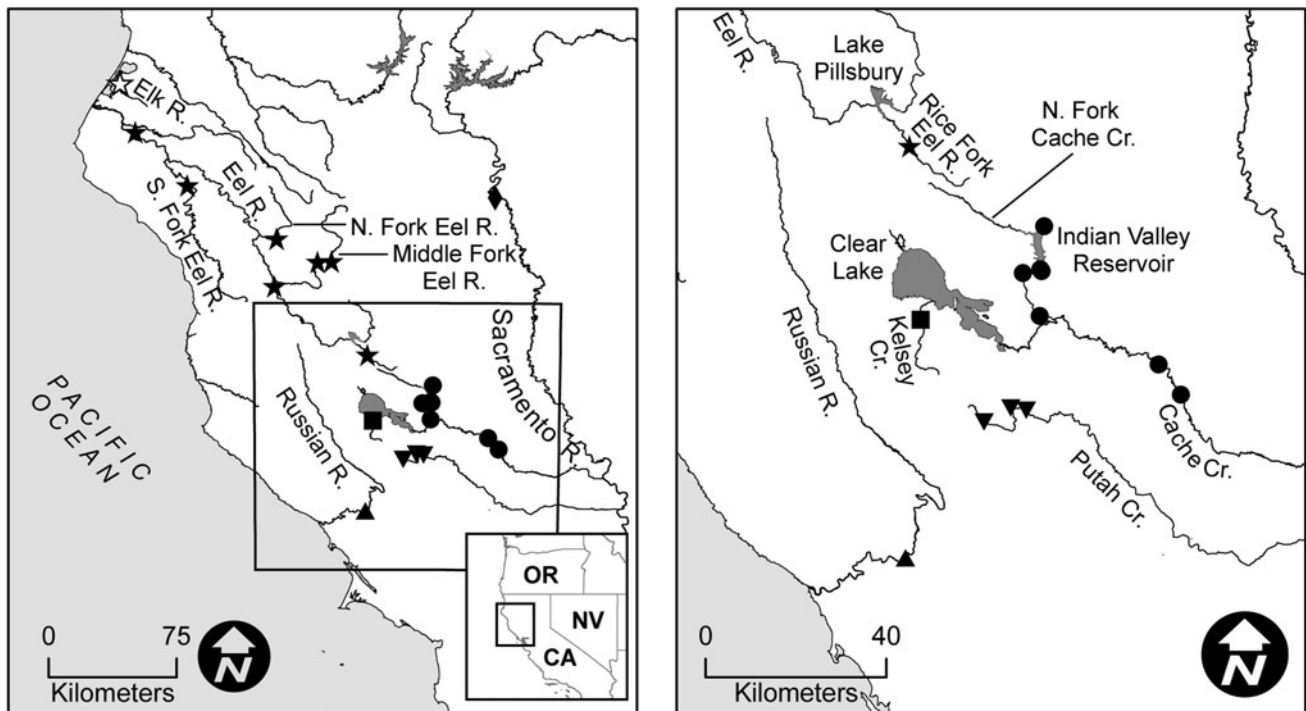 Elk R.
Eel R.
S. Fork Eel R.
N. Fork Eel R.
Middle Fork
Eel R.
Sacramento R.
Russian R.
PACIFIC
OCEAN
0 75
Kilometers
N
OR
NV
CA
Eel R.
Lake
Pillsbury
Rice Fork
Eel R.
N. Fork
Cache Cr.
Clear
Lake
Indian Valley
Reservoir
Kelsey
Cr.
Russian R.
Cache Cr.
Putah Cr.
0 40
Kilometers
N